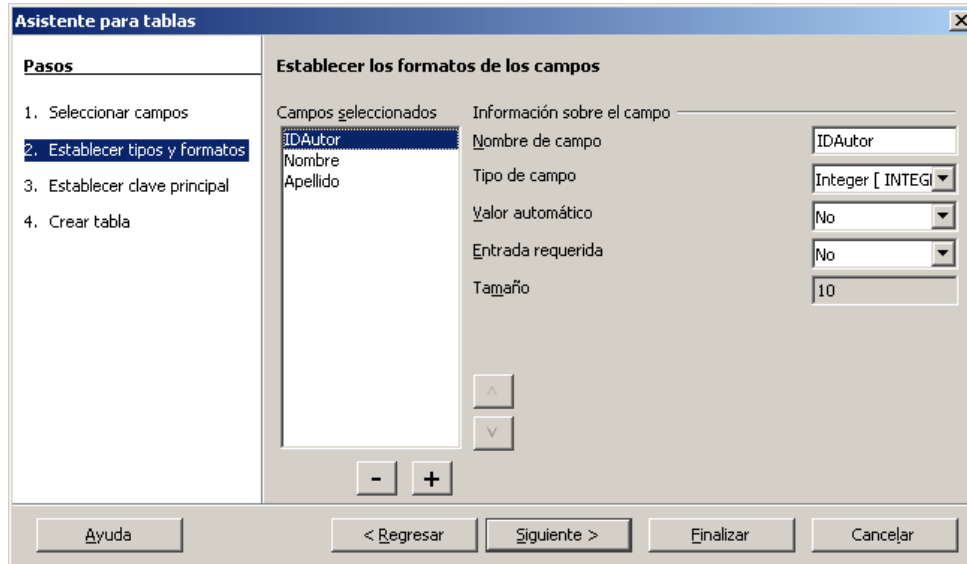 Asistente para tablas
Pasos
1. Seleccionar campos
2. Establecer tipos y formatos
3. Establecer clave principal
4. Crear tabla
Establecer los formatos de los campos
Campos seleccionados
IDAutor
Nombre
Apellido
Información sobre el campo
Nombre de campo
IDAutor
Tipo de campo
Integer [ INTEG
Valor automático
No
Entrada requerida
No
Tamaño
10
-
+
Ayuda
< Regresar
Siguiente >
Finalizar
Cancelar